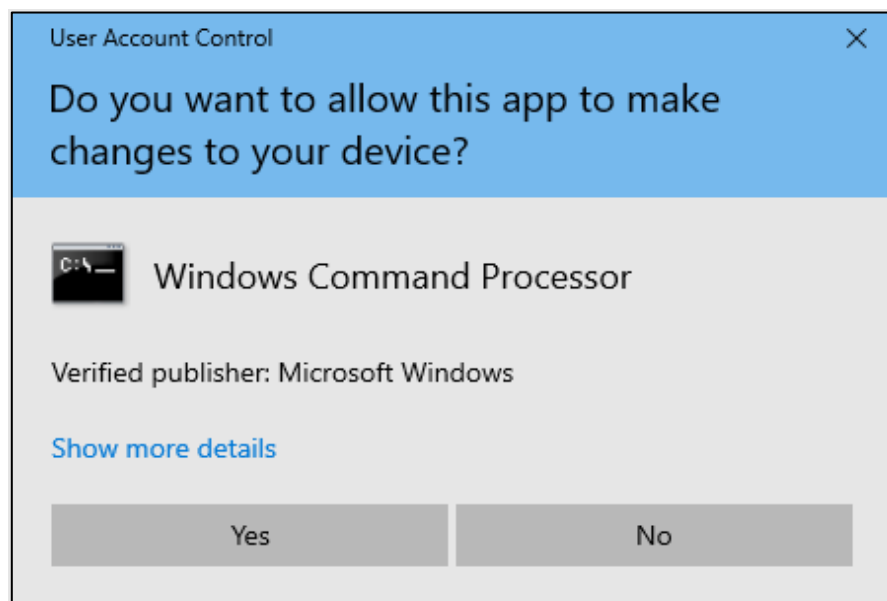 User Account Control
Do you want to allow this app to make
changes to your device?
C:\_
Windows Command Processor
Verified publisher: Microsoft Windows
Show more details
Yes
No